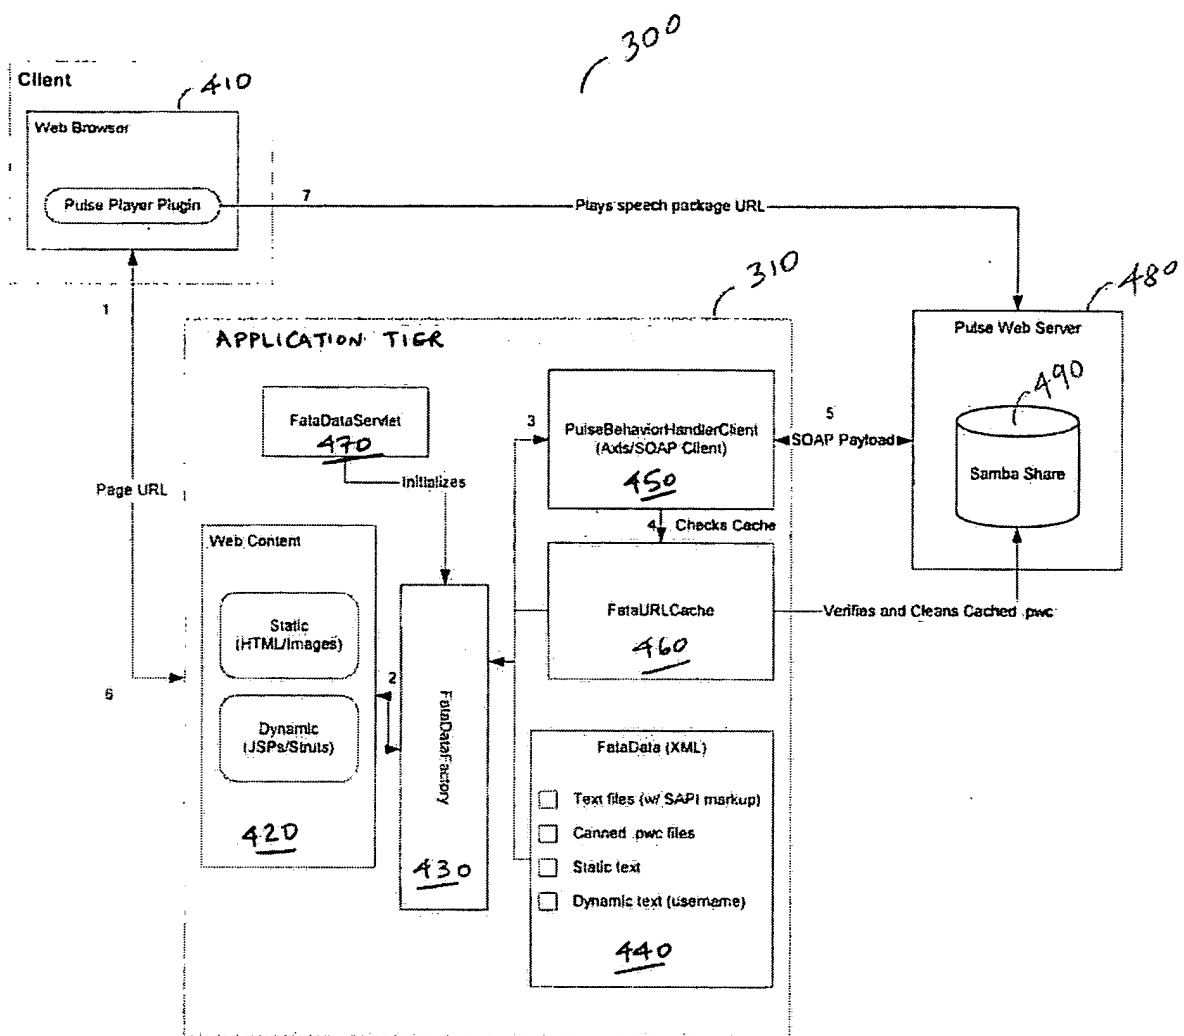 300
Client
410
Web Browser
Pulse Player Plugin
7
Plays speech package URL
1
310
480
APPLICATION TIER
Pulse Web Server
490
FataDataServlet
470
3
PulseBehaviorHandlerClient
(Axis/SOAP Client)
450
5
SOAP Payload
Samba Share
Initializes
Page URL
4
Checks Cache
Web Content
Static
(HTML/Images)
FataURLCache
460
Verifies and Cleans Cached .pwc
6
2
Dynamic
(JSPs/Struts)
420
FataDataFactory
430
FataData (XML)
Text files (w/ SAPI markup)
Canned .pwc files
Static text
Dynamic text (username)
440